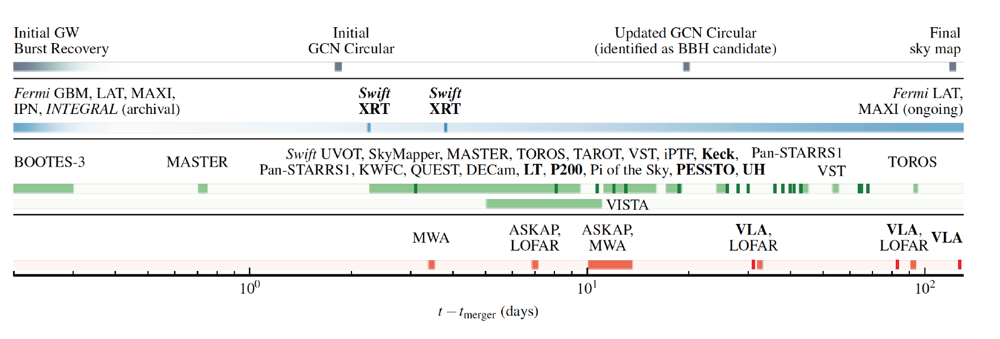 Initial GW
Burst Recovery
Initial
GCN Circular
Updated GCN Circular
(identified as BBH candidate)
Final
sky map
Fermi GBM, LAT, MAXI,
IPN, INTEGRAL (archival)
Swift
XRT
Swift
XRT
Fermi LAT,
MAXI (ongoing)
BOOTES-3
MASTER
Swift UVOT, SkyMapper, MASTER, TOROS, TAROT, VST, iPTF, Keck,
Pan-STARRS1, KWFC, QUEST, DECam, LT, P200, Pi of the Sky, PESSTO, UH
Pan-STARRS1
VST
TOROS
VISTA
MWA
ASKAP,
LOFAR
ASKAP,
MWA
VLA,
LOFAR
VLA,
LOFAR
VLA
10⁰
10¹
10²
t − t_merger (days)